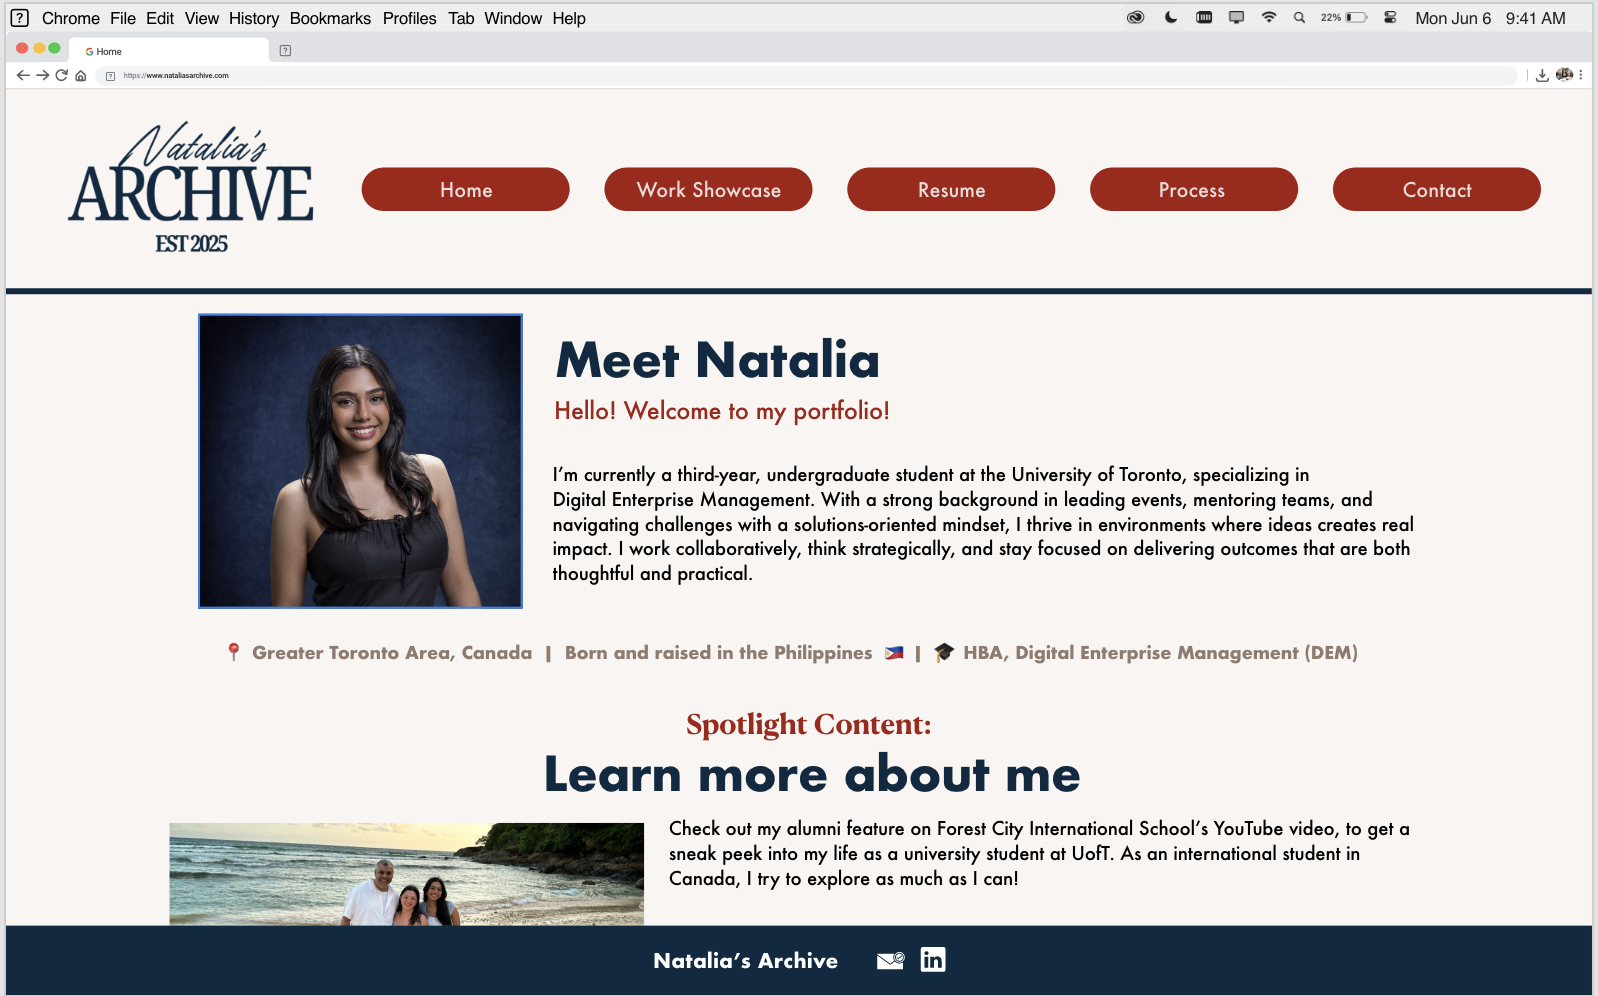 Chrome File Edit View History Bookmarks Profiles Tab Window Help
22% Mon Jun 6 9:41 AM
Home
https://www.nataliasarchive.com
Natalia's
ARCHIVE
EST 2025
Home
Work Showcase
Resume
Process
Contact
Meet Natalia
Hello! Welcome to my portfolio!
I’m currently a third-year, undergraduate student at the University of Toronto, specializing in
Digital Enterprise Management. With a strong background in leading events, mentoring teams, and
navigating challenges with a solutions-oriented mindset, I thrive in environments where ideas creates real
impact. I work collaboratively, think strategically, and stay focused on delivering outcomes that are both
thoughtful and practical.
📍 Greater Toronto Area, Canada | Born and raised in the Philippines 🇵🇭 | 🎓 HBA, Digital Enterprise Management (DEM)
Spotlight Content:
Learn more about me
Check out my alumni feature on Forest City International School’s YouTube video, to get a
sneak peek into my life as a university student at UofT. As an international student in
Canada, I try to explore as much as I can!
Natalia’s Archive
in